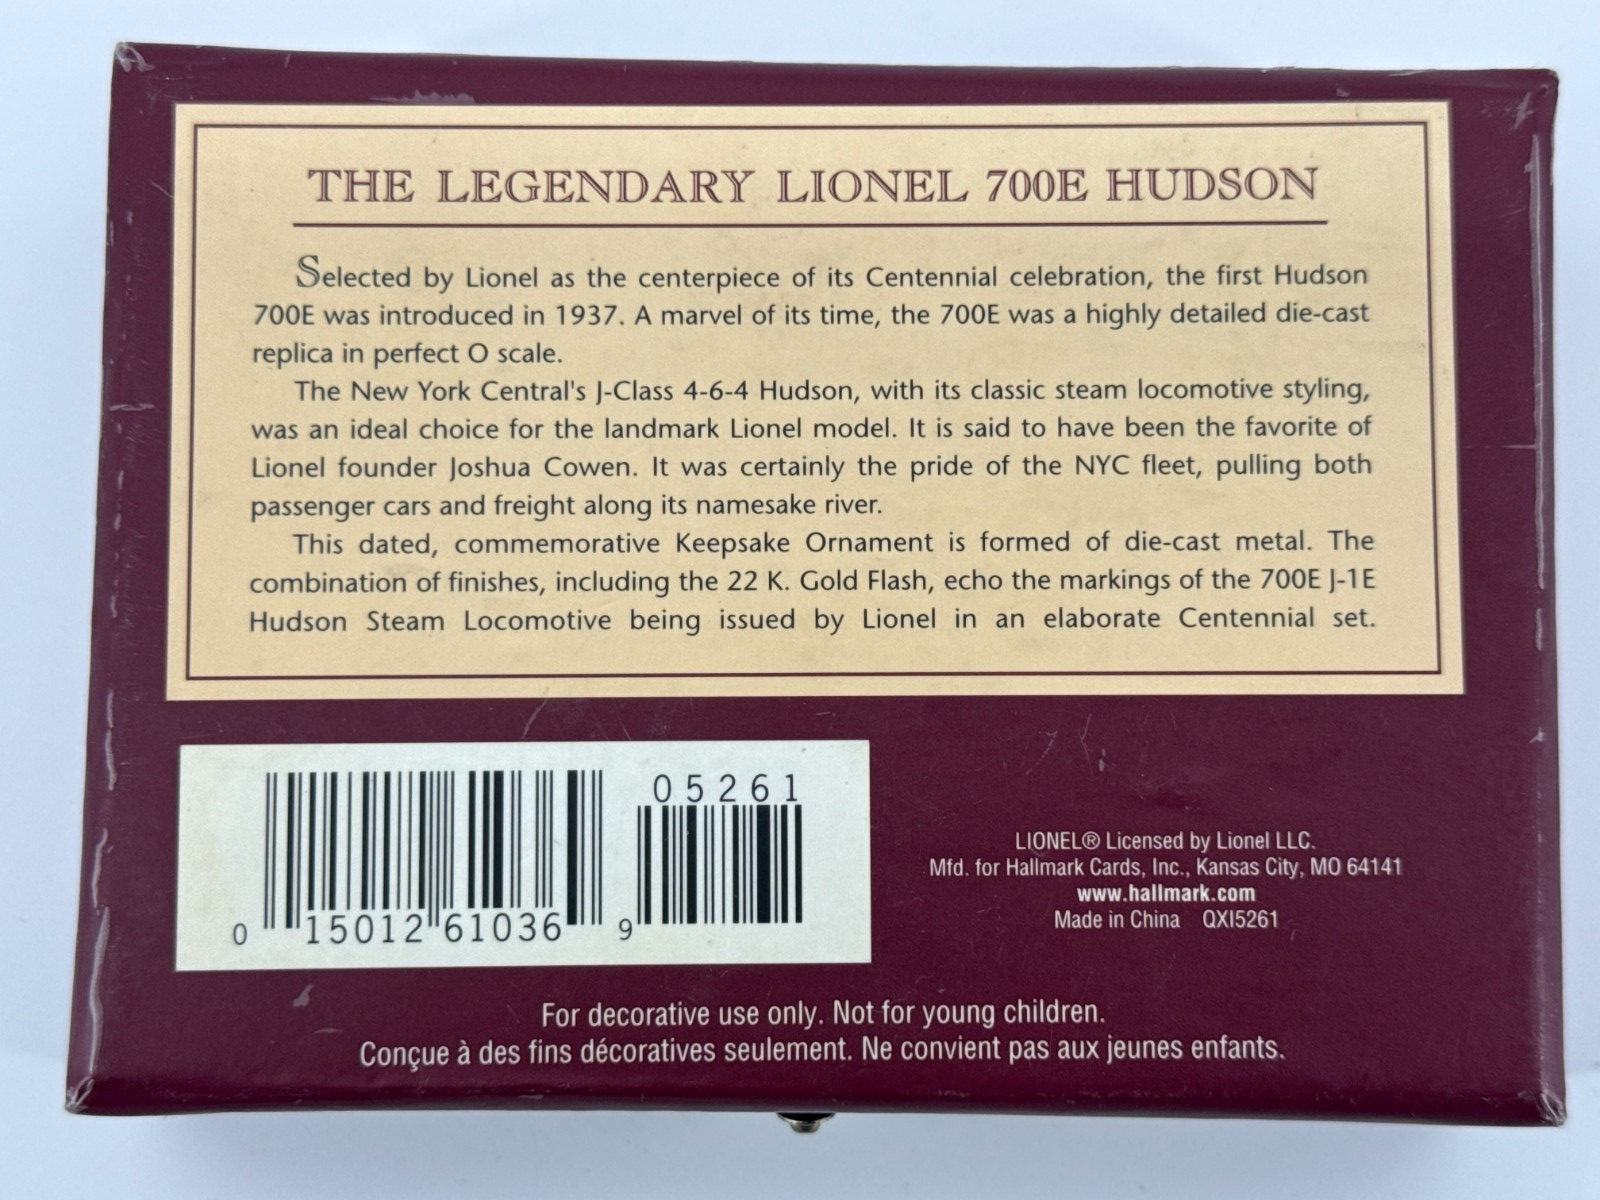 THE LEGENDARY LIONEL 700E HUDSON
Selected by Lionel as the centerpiece of its Centennial celebration, the first Hudson
700E was introduced in 1937. A marvel of its time, the 700E was a highly detailed die-cast
replica in perfect O scale.
The New York Central's J-Class 4-6-4 Hudson, with its classic steam locomotive styling,
was an ideal choice for the landmark Lionel model. It is said to have been the favorite of
Lionel founder Joshua Cowen. It was certainly the pride of the NYC fleet, pulling both
passenger cars and freight along its namesake river.
This dated, commemorative Keepsake Ornament is formed of die-cast metal. The
combination of finishes, including the 22 K. Gold Flash, echo the markings of the 700E J-1E
Hudson Steam Locomotive being issued by Lionel in an elaborate Centennial set.
05261
0 15012 61036 9
LIONEL® Licensed by Lionel LLC.
Mfd. for Hallmark Cards, Inc., Kansas City, MO 64141
www.hallmark.com
Made in China QXI5261
For decorative use only. Not for young children.
Conçue à des fins décoratives seulement. Ne convient pas aux jeunes enfants.